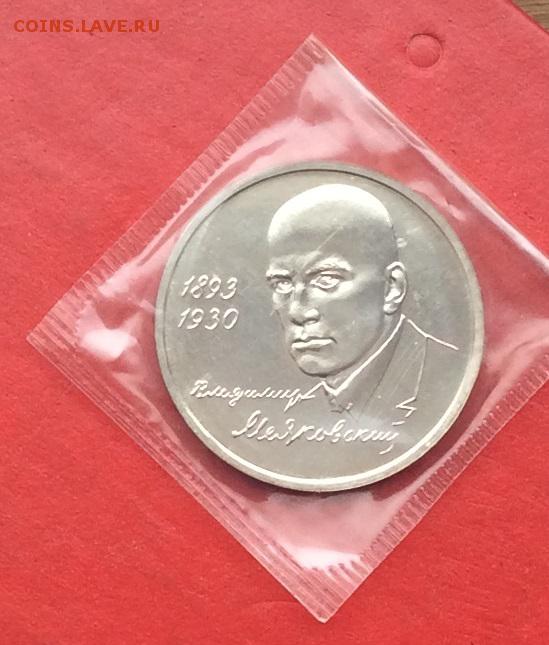 COINS.LAVE.RU
1893
1930
Владимир
Маяковский